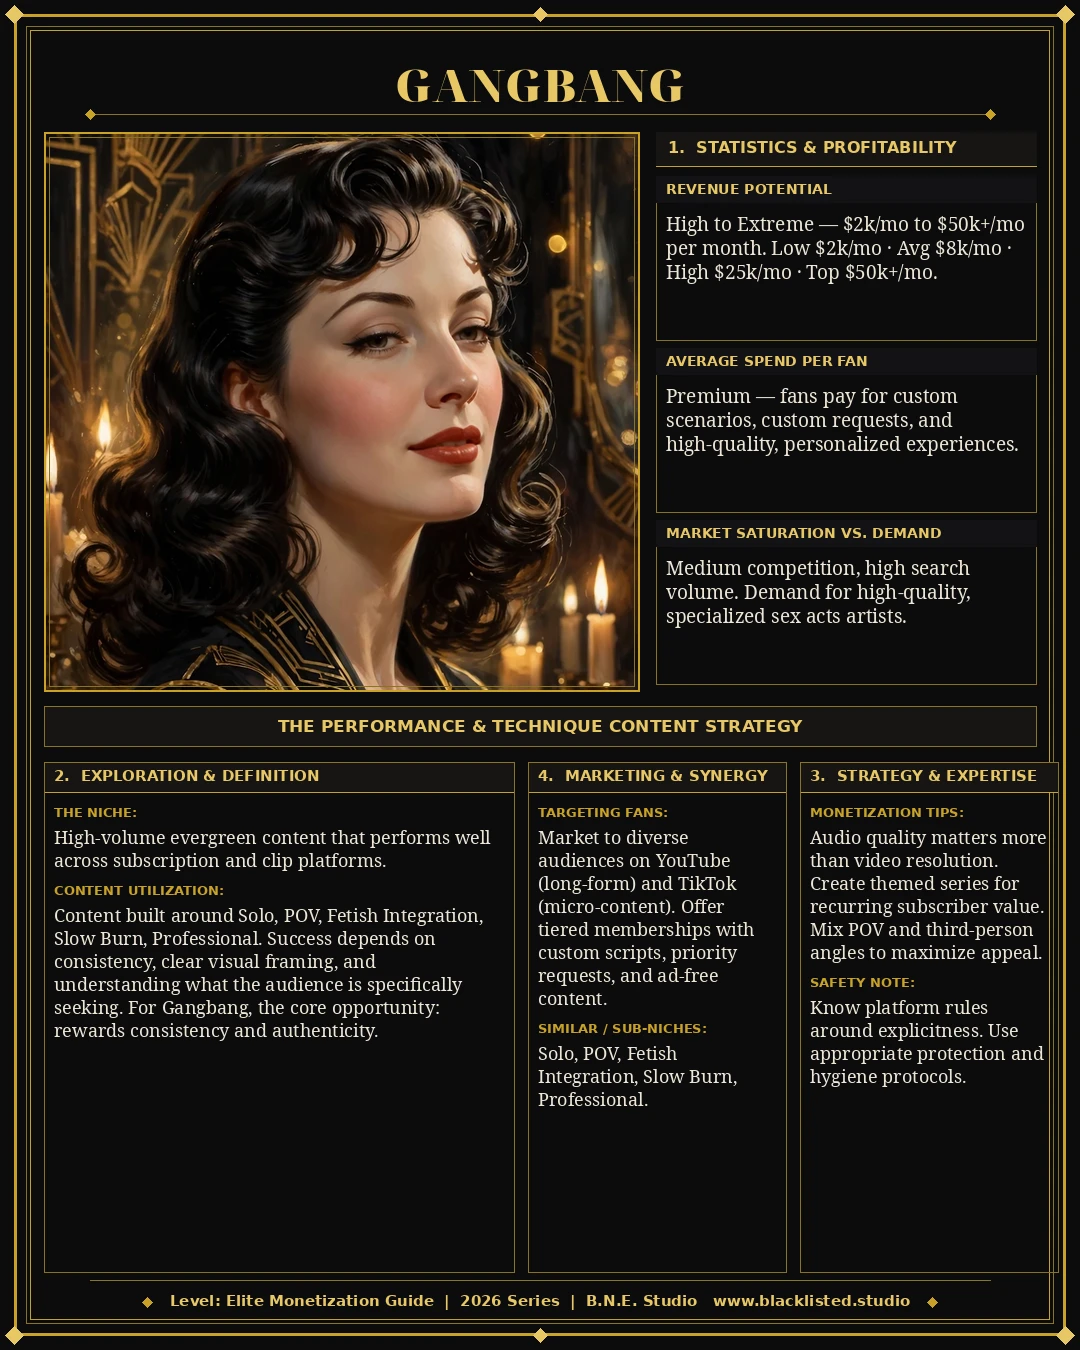 GANGBANG
1. STATISTICS & PROFITABILITY
REVENUE POTENTIAL
High to Extreme — $2k/mo to $50k+/mo
per month. Low $2k/mo · Avg $8k/mo ·
High $25k/mo · Top $50k+/mo.
AVERAGE SPEND PER FAN
Premium — fans pay for custom
scenarios, custom requests, and
high-quality, personalized experiences.
MARKET SATURATION VS. DEMAND
Medium competition, high search
volume. Demand for high-quality,
specialized sex acts artists.
THE PERFORMANCE & TECHNIQUE CONTENT STRATEGY
2. EXPLORATION & DEFINITION
THE NICHE:
High-volume evergreen content that performs well
across subscription and clip platforms.
CONTENT UTILIZATION:
Content built around Solo, POV, Fetish Integration,
Slow Burn, Professional. Success depends on
consistency, clear visual framing, and
understanding what the audience is specifically
seeking. For Gangbang, the core opportunity:
rewards consistency and authenticity.
4. MARKETING & SYNERGY
TARGETING FANS:
Market to diverse
audiences on YouTube
(long-form) and TikTok
(micro-content). Offer
tiered memberships with
custom scripts, priority
requests, and ad-free
content.
SIMILAR / SUB-NICHES:
Solo, POV, Fetish
Integration, Slow Burn,
Professional.
3. STRATEGY & EXPERTISE
MONETIZATION TIPS:
Audio quality matters more
than video resolution.
Create themed series for
recurring subscriber value.
Mix POV and third-person
angles to maximize appeal.
SAFETY NOTE:
Know platform rules
around explicitness. Use
appropriate protection and
hygiene protocols.
Level: Elite Monetization Guide | 2026 Series | B.N.E. Studio www.blacklisted.studio